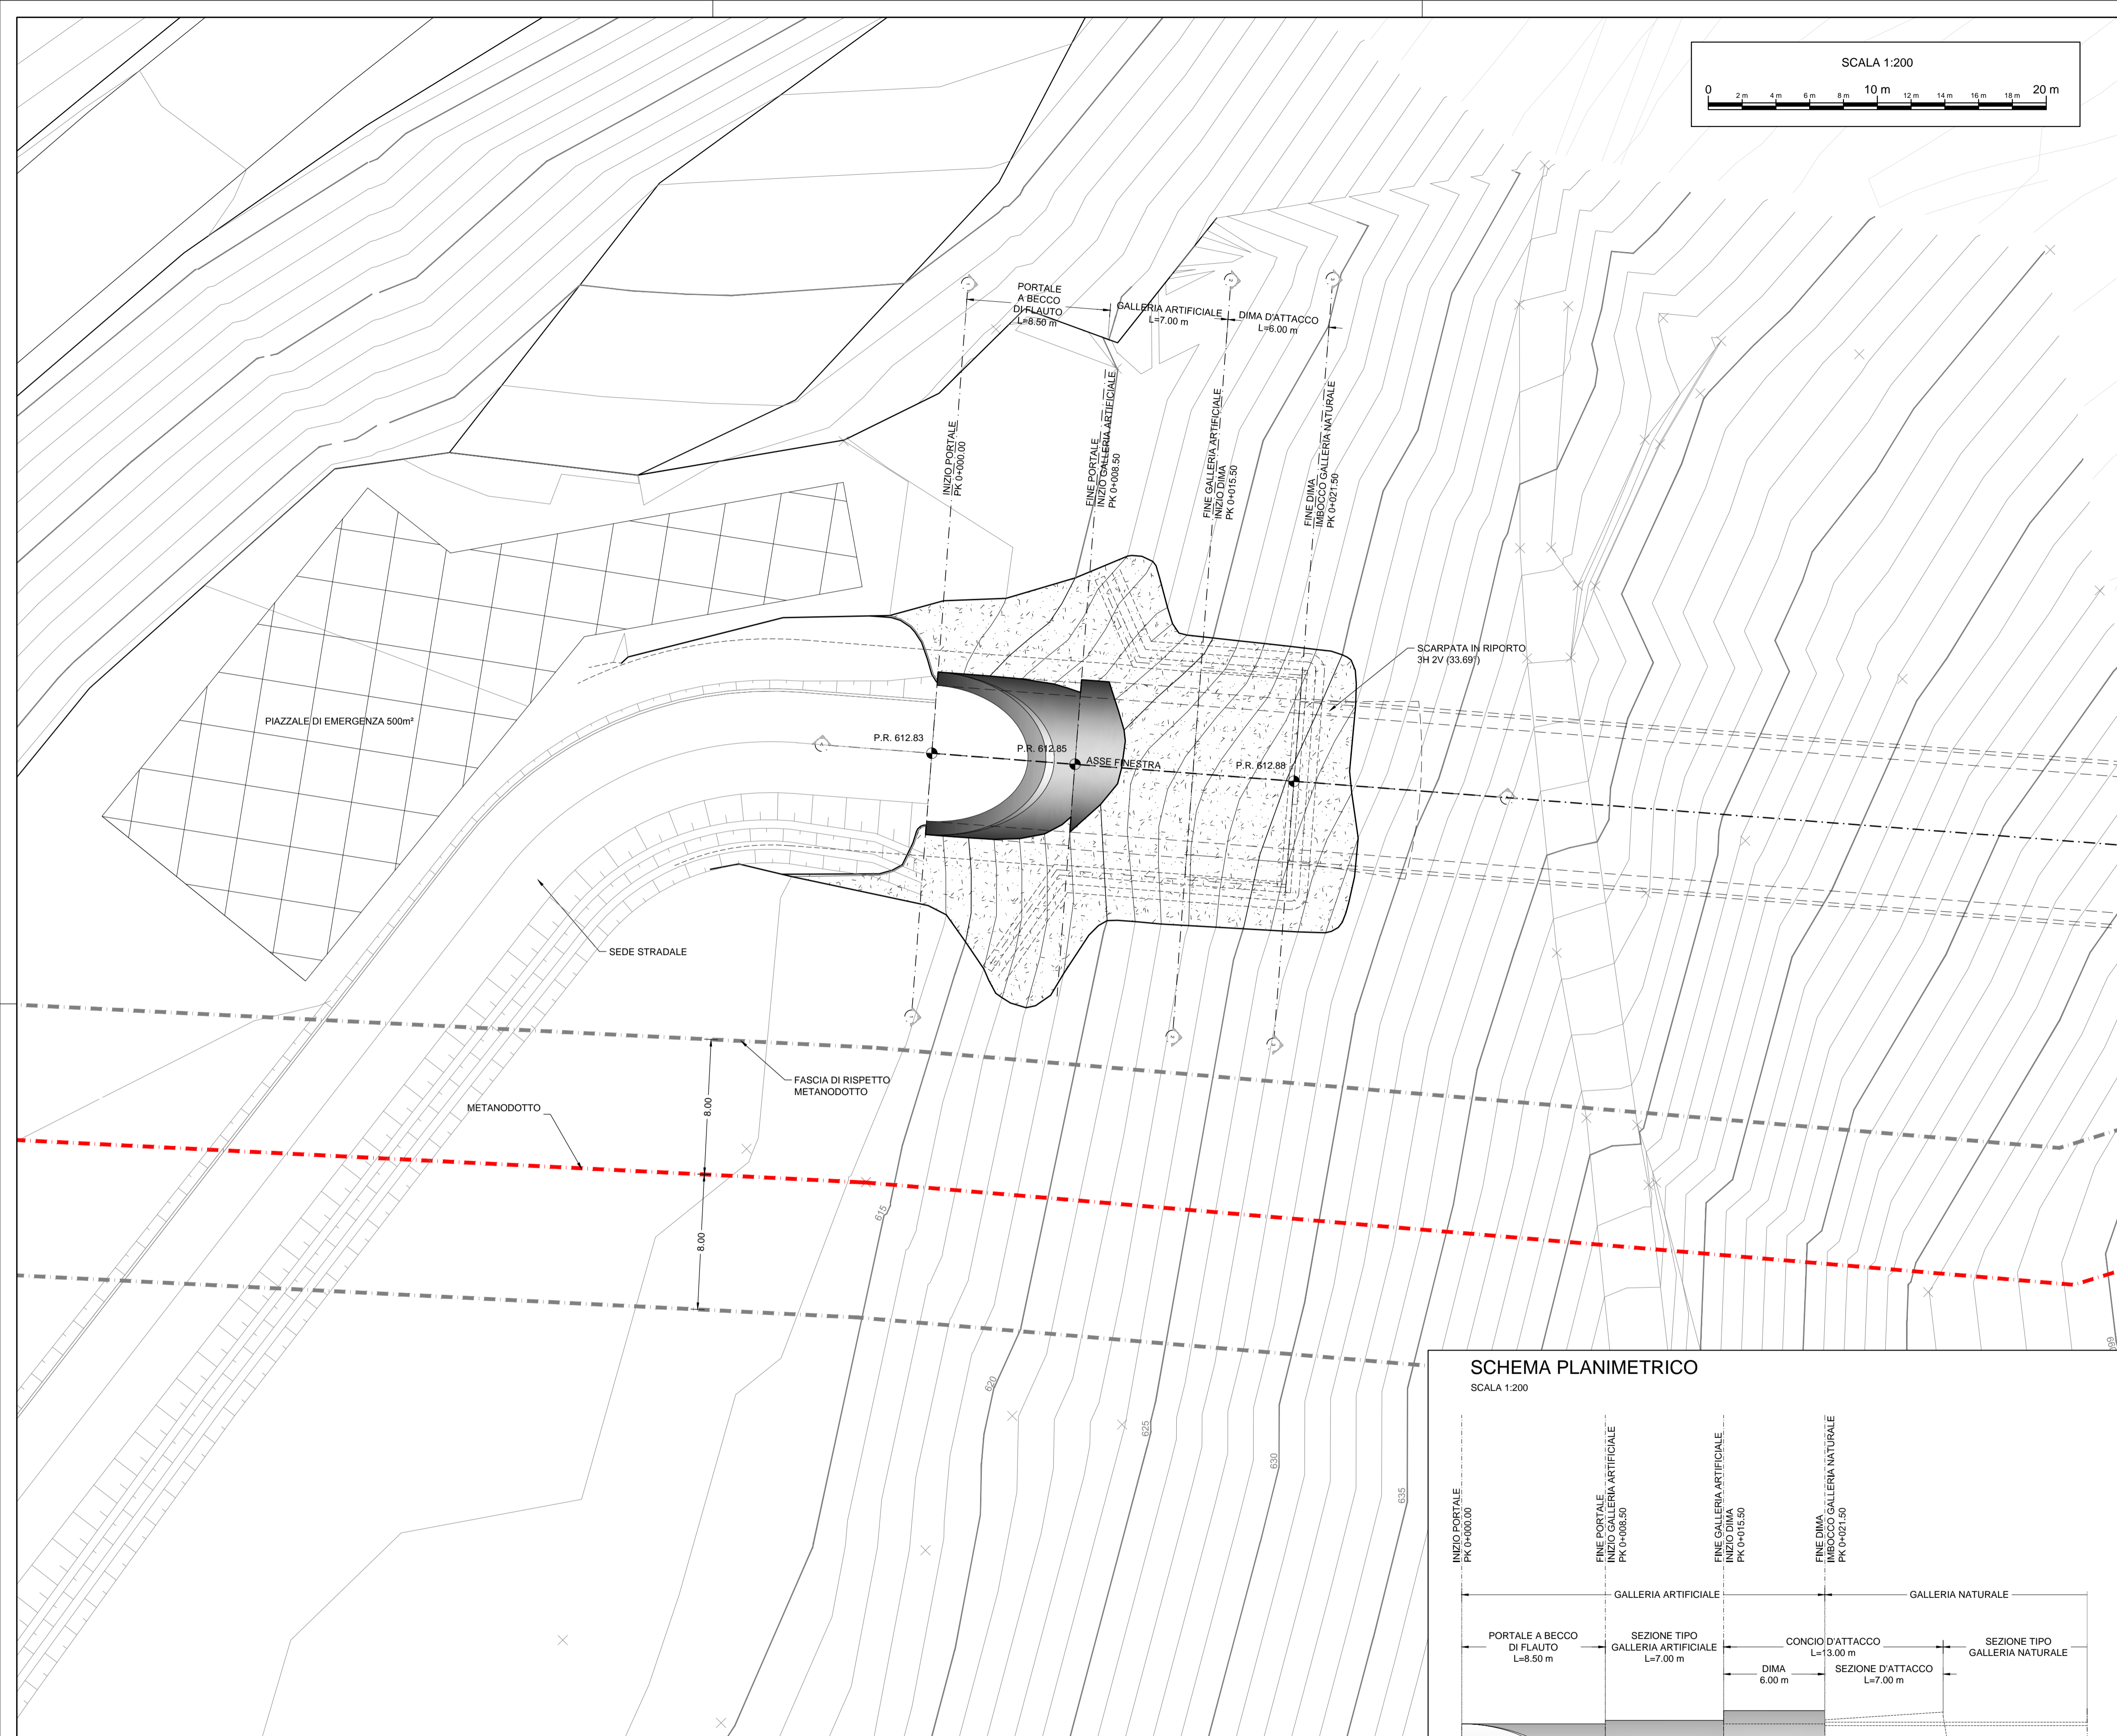 SCALA 1:200
0
2 m
4 m
6 m
8 m
10 m
12 m
14 m
16 m
18 m
20 m
PORTALE
A BECCO
DI FLAUTO
L=8.50 m
GALLERIA ARTIFICIALE
L=7.00 m
DIMA D'ATTACCO
L=6.00 m
INIZIO PORTALE
PK 0+000.00
FINE PORTALE
INIZIO GALLERIA ARTIFICIALE
PK 0+008.50
FINE GALLERIA ARTIFICIALE
INIZIO DIMA
PK 0+015.50
FINE DIMA
IMBOCCO GALLERIA NATURALE
PK 0+021.50
SCARPATA IN RIPORTO
3H 2V (33.69°)
PIAZZALE DI EMERGENZA 500m²
P.R. 612.83
P.R. 612.85
ASSE FINESTRA
P.R. 612.88
SEDE STRADALE
FASCIA DI RISPETTO
METANODOTTO
METANODOTTO
8.00
8.00
615
620
625
630
635
SCHEMA PLANIMETRICO
SCALA 1:200
INIZIO PORTALE
PK 0+000.00
FINE PORTALE
INIZIO GALLERIA ARTIFICIALE
PK 0+008.50
FINE GALLERIA ARTIFICIALE
INIZIO DIMA
PK 0+015.50
FINE DIMA
IMBOCCO GALLERIA NATURALE
PK 0+021.50
GALLERIA ARTIFICIALE
GALLERIA NATURALE
PORTALE A BECCO
DI FLAUTO
L=8.50 m
SEZIONE TIPO
GALLERIA ARTIFICIALE
L=7.00 m
CONCIO D'ATTACCO
L=13.00 m
SEZIONE TIPO
GALLERIA NATURALE
DIMA
6.00 m
SEZIONE D'ATTACCO
L=7.00 m